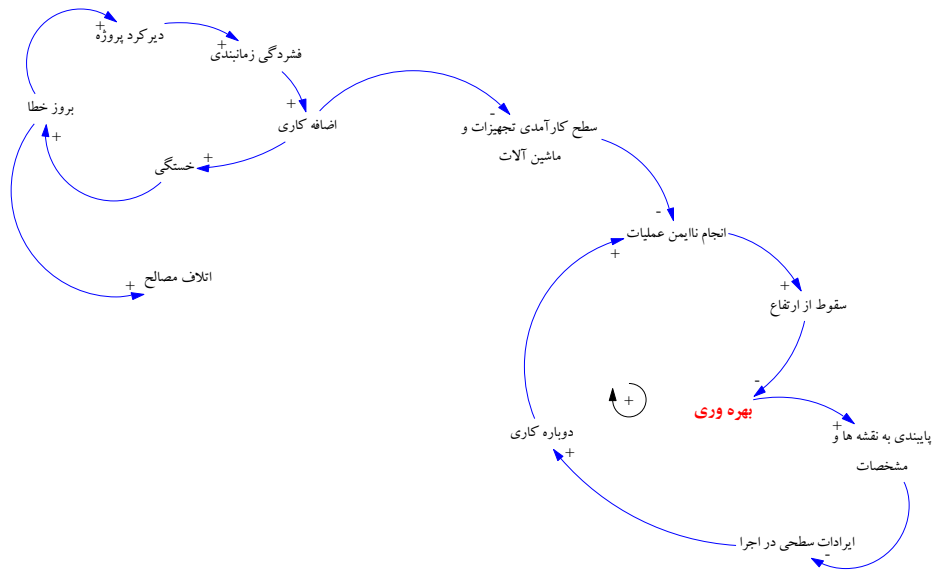 دیرکرد پروژه
فشردگی زمانبندی
بروز خطا
اضافه کاری
سطح کارآمدی تجهیزات و
ماشین آلات
خستگی
انجام ناایمن عملیات
اتلاف مصالح
سقوط از ارتفاع
بهره وری
دوباره کاری
پایبندی به نقشه ها و
مشخصات
ایرادات سطحی در اجرا